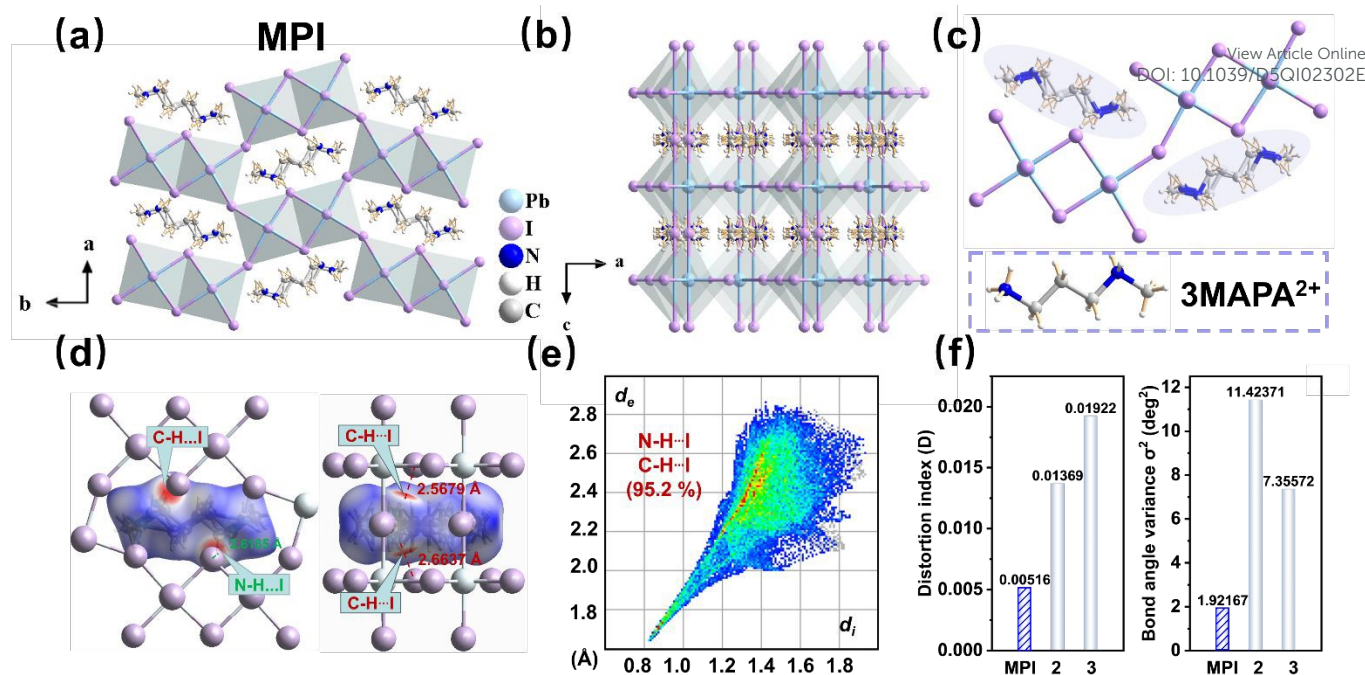 (a)
MPI
a
b
Pb
I
N
H
C
(b)
a
c
(c)
View Article Online
DOI: 10.1039/D5QI02302E
3MAPA²⁺
(d)
C-H...I
N-H...I
C-H···I
2.5679 Å
2.6637 Å
C-H···I
(e)
dₑ
N-H···I
C-H···I
(95.2 %)
dᵢ
2.8
2.6
2.4
2.2
2.0
1.8
(Å)
0.8 1.0 1.2 1.4 1.6 1.8
(f)
Distortion index (D)
0.020
0.015
0.010
0.005
0.000
0.00516
0.01369
0.01922
MPI 2 3
Bond angle variance σ² (deg²)
12
10
8
6
4
2
0
1.92167
11.42371
7.35572
MPI 2 3